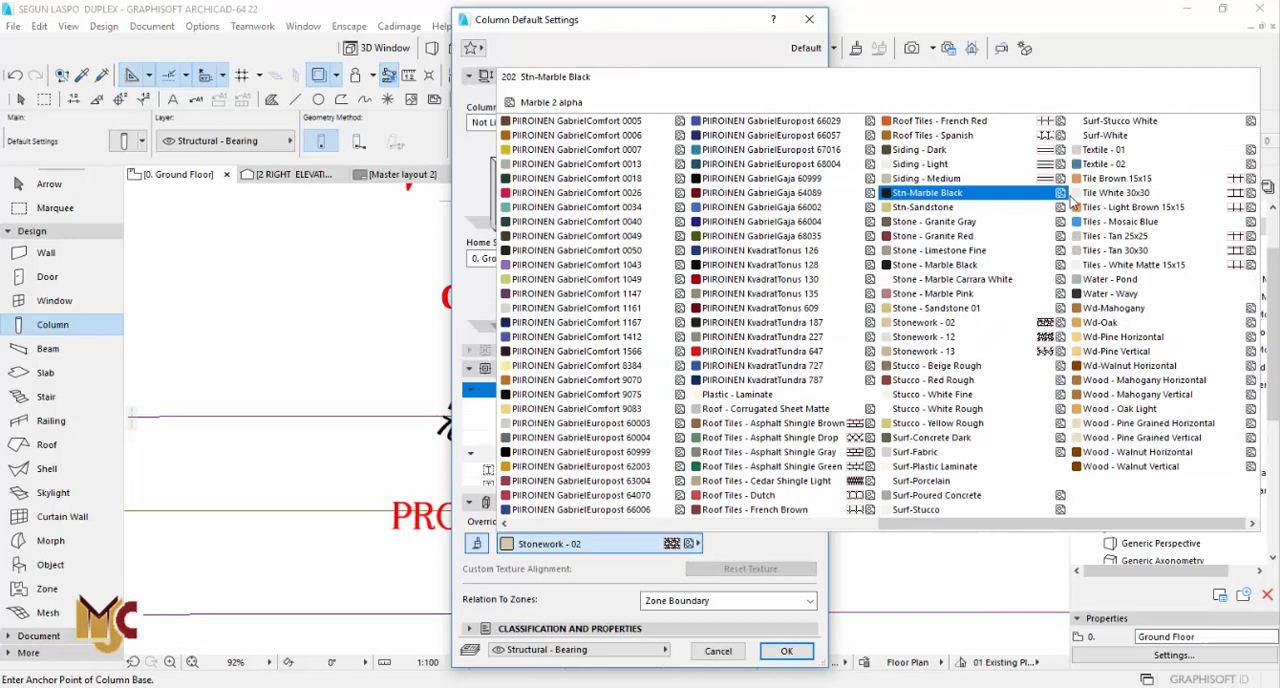 SEGUN LASPO DUPLEX - GRAPHISOFT ARCHICAD-64 22
File Edit View Design Document Options Teamwork Window Enscape Cadimage Help
3D Window
Main:
Layer:
Geometry Method:
Default Settings
Structural - Bearing
[0. Ground Floor]
[2 RIGHT ELEVATI...
[Master layout 2]
Arrow
Marquee
Design
Wall
Door
Window
Column
Beam
Slab
Stair
Railing
Roof
Shell
Skylight
Curtain Wall
Morph
Object
Zone
Mesh
Document
More
MJC
PRO
92%
0°
1:100
Enter Anchor Point of Column Base.
Column Default Settings
? ×
Default
Colum
Not Li
Home S
0. Gro
202 Stn-Marble Black
Marble 2 alpha
PIIROINEN GabrielComfort 0005
PIIROINEN GabrielComfort 0006
PIIROINEN GabrielComfort 0007
PIIROINEN GabrielComfort 0013
PIIROINEN GabrielComfort 0018
PIIROINEN GabrielComfort 0026
PIIROINEN GabrielComfort 0034
PIIROINEN GabrielComfort 0040
PIIROINEN GabrielComfort 0049
PIIROINEN GabrielComfort 0050
PIIROINEN GabrielComfort 1043
PIIROINEN GabrielComfort 1049
PIIROINEN GabrielComfort 1147
PIIROINEN GabrielComfort 1161
PIIROINEN GabrielComfort 1167
PIIROINEN GabrielComfort 1412
PIIROINEN GabrielComfort 1566
PIIROINEN GabrielComfort 8384
PIIROINEN GabrielComfort 9070
PIIROINEN GabrielComfort 9075
PIIROINEN GabrielComfort 9083
PIIROINEN GabrielEuropost 60003
PIIROINEN GabrielEuropost 60004
PIIROINEN GabrielEuropost 60999
PIIROINEN GabrielEuropost 62003
PIIROINEN GabrielEuropost 63004
PIIROINEN GabrielEuropost 64070
PIIROINEN GabrielEuropost 66006
PIIROINEN GabrielEuropost 66029
PIIROINEN GabrielEuropost 66057
PIIROINEN GabrielEuropost 67016
PIIROINEN GabrielEuropost 68004
PIIROINEN GabrielGaja 60999
PIIROINEN GabrielGaja 64089
PIIROINEN GabrielGaja 66002
PIIROINEN GabrielGaja 66004
PIIROINEN GabrielGaja 68035
PIIROINEN KvadratTonus 126
PIIROINEN KvadratTonus 128
PIIROINEN KvadratTonus 130
PIIROINEN KvadratTonus 135
PIIROINEN KvadratTonus 609
PIIROINEN KvadratTundra 187
PIIROINEN KvadratTundra 227
PIIROINEN KvadratTundra 647
PIIROINEN KvadratTundra 727
PIIROINEN KvadratTundra 787
Plastic - Laminate
Roof - Corrugated Sheet Matte
Roof Tiles - Asphalt Shingle Brown
Roof Tiles - Asphalt Shingle Drop
Roof Tiles - Asphalt Shingle Gray
Roof Tiles - Asphalt Shingle Green
Roof Tiles - Cedar Shingle Light
Roof Tiles - Dutch
Roof Tiles - French Brown
Roof Tiles - French Red
Roof Tiles - Spanish
Siding - Dark
Siding - Light
Siding - Medium
Stn-Marble Black
Stn-Sandstone
Stone - Granite Gray
Stone - Granite Red
Stone - Limestone Fine
Stone - Marble Black
Stone - Marble Carrara White
Stone - Marble Pink
Stone - Sandstone 01
Stonework - 02
Stonework - 12
Stonework - 13
Stucco - Beige Rough
Stucco - Red Rough
Stucco - White Fine
Stucco - White Rough
Stucco - Yellow Rough
Surf-Concrete Dark
Surf-Fabric
Surf-Plastic Laminate
Surf-Porcelain
Surf-Poured Concrete
Surf-Stucco
Surf-Stucco White
Surf-White
Textile - 01
Textile - 02
Tile Brown 15x15
Tile White 30x30
Tiles - Light Brown 15x15
Tiles - Mosaic Blue
Tiles - Tan 25x25
Tiles - Tan 30x30
Tiles - White Matte 15x15
Water - Pond
Water - Wavy
Wd-Mahogany
Wd-Oak
Wd-Pine Horizontal
Wd-Pine Vertical
Wd-Walnut Horizontal
Wood - Mahogany Horizontal
Wood - Mahogany Vertical
Wood - Oak Light
Wood - Pine Grained Horizontal
Wood - Pine Grained Vertical
Wood - Walnut Horizontal
Wood - Walnut Vertical
Overri
Stonework - 02
Custom Texture Alignment:
Reset Texture
Relation To Zones:
Zone Boundary
CLASSIFICATION AND PROPERTIES
Structural - Bearing
Cancel
OK
Generic Perspective
Generic Axonometry
Properties
0.
Ground Floor
Settings...
Floor Plan
01 Existing Pl...
GRAPHISOFT ID